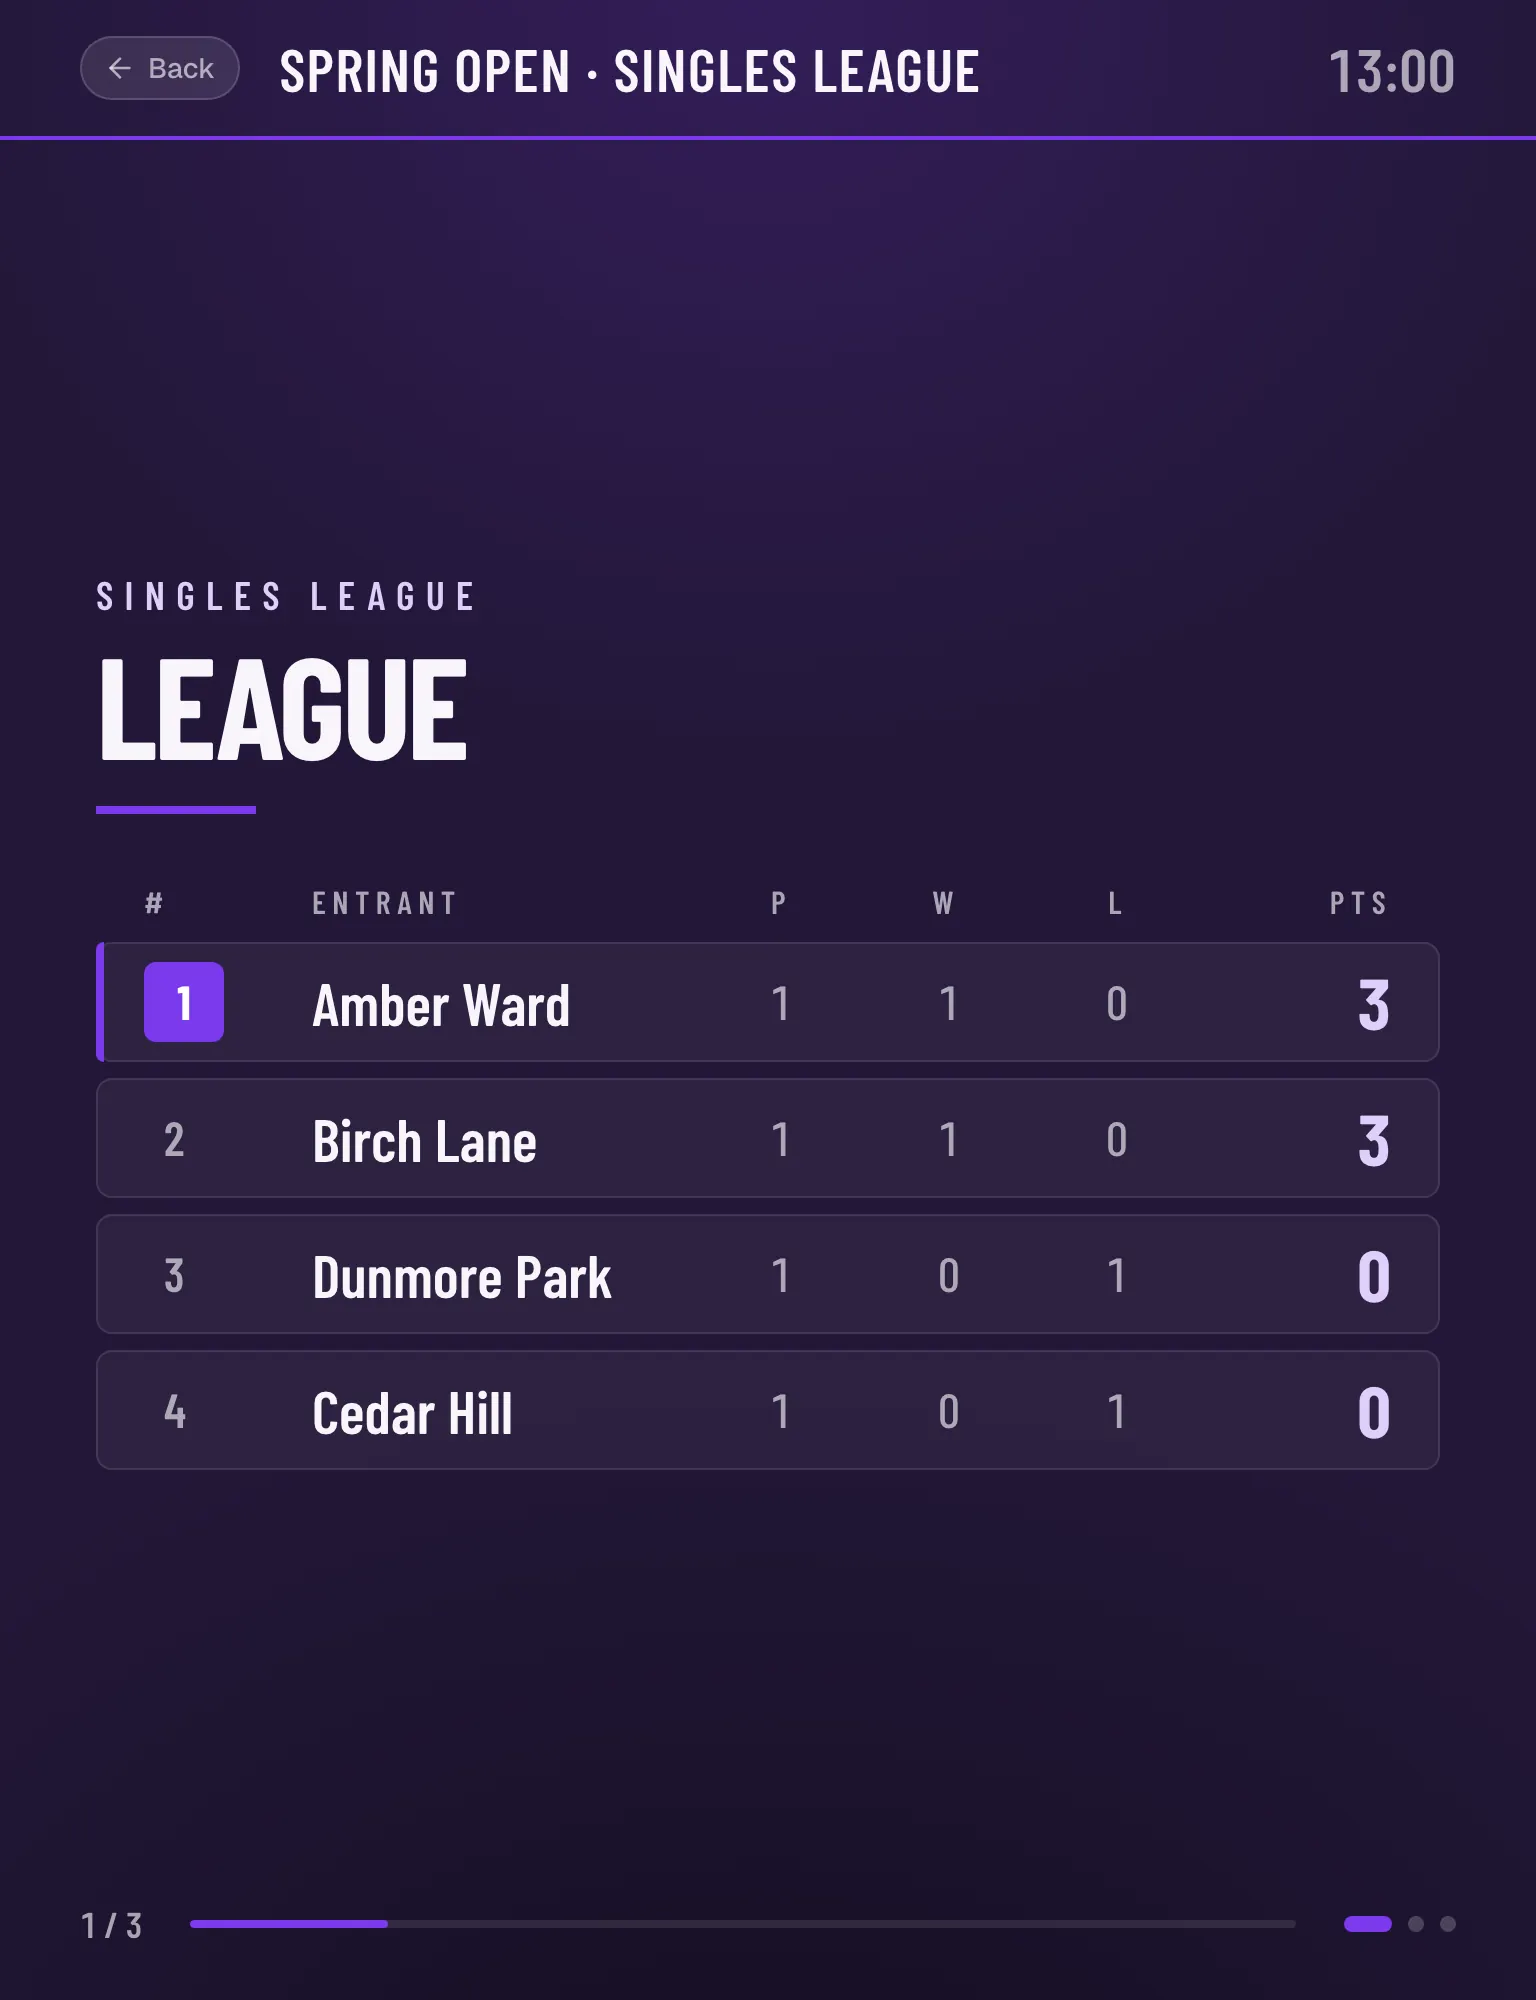 ← Back SPRING OPEN · SINGLES LEAGUE 13:00
SINGLES LEAGUE
LEAGUE
# ENTRANT P W L PTS
1 Amber Ward 1 1 0 3
2 Birch Lane 1 1 0 3
3 Dunmore Park 1 0 1 0
4 Cedar Hill 1 0 1 0
1 / 3